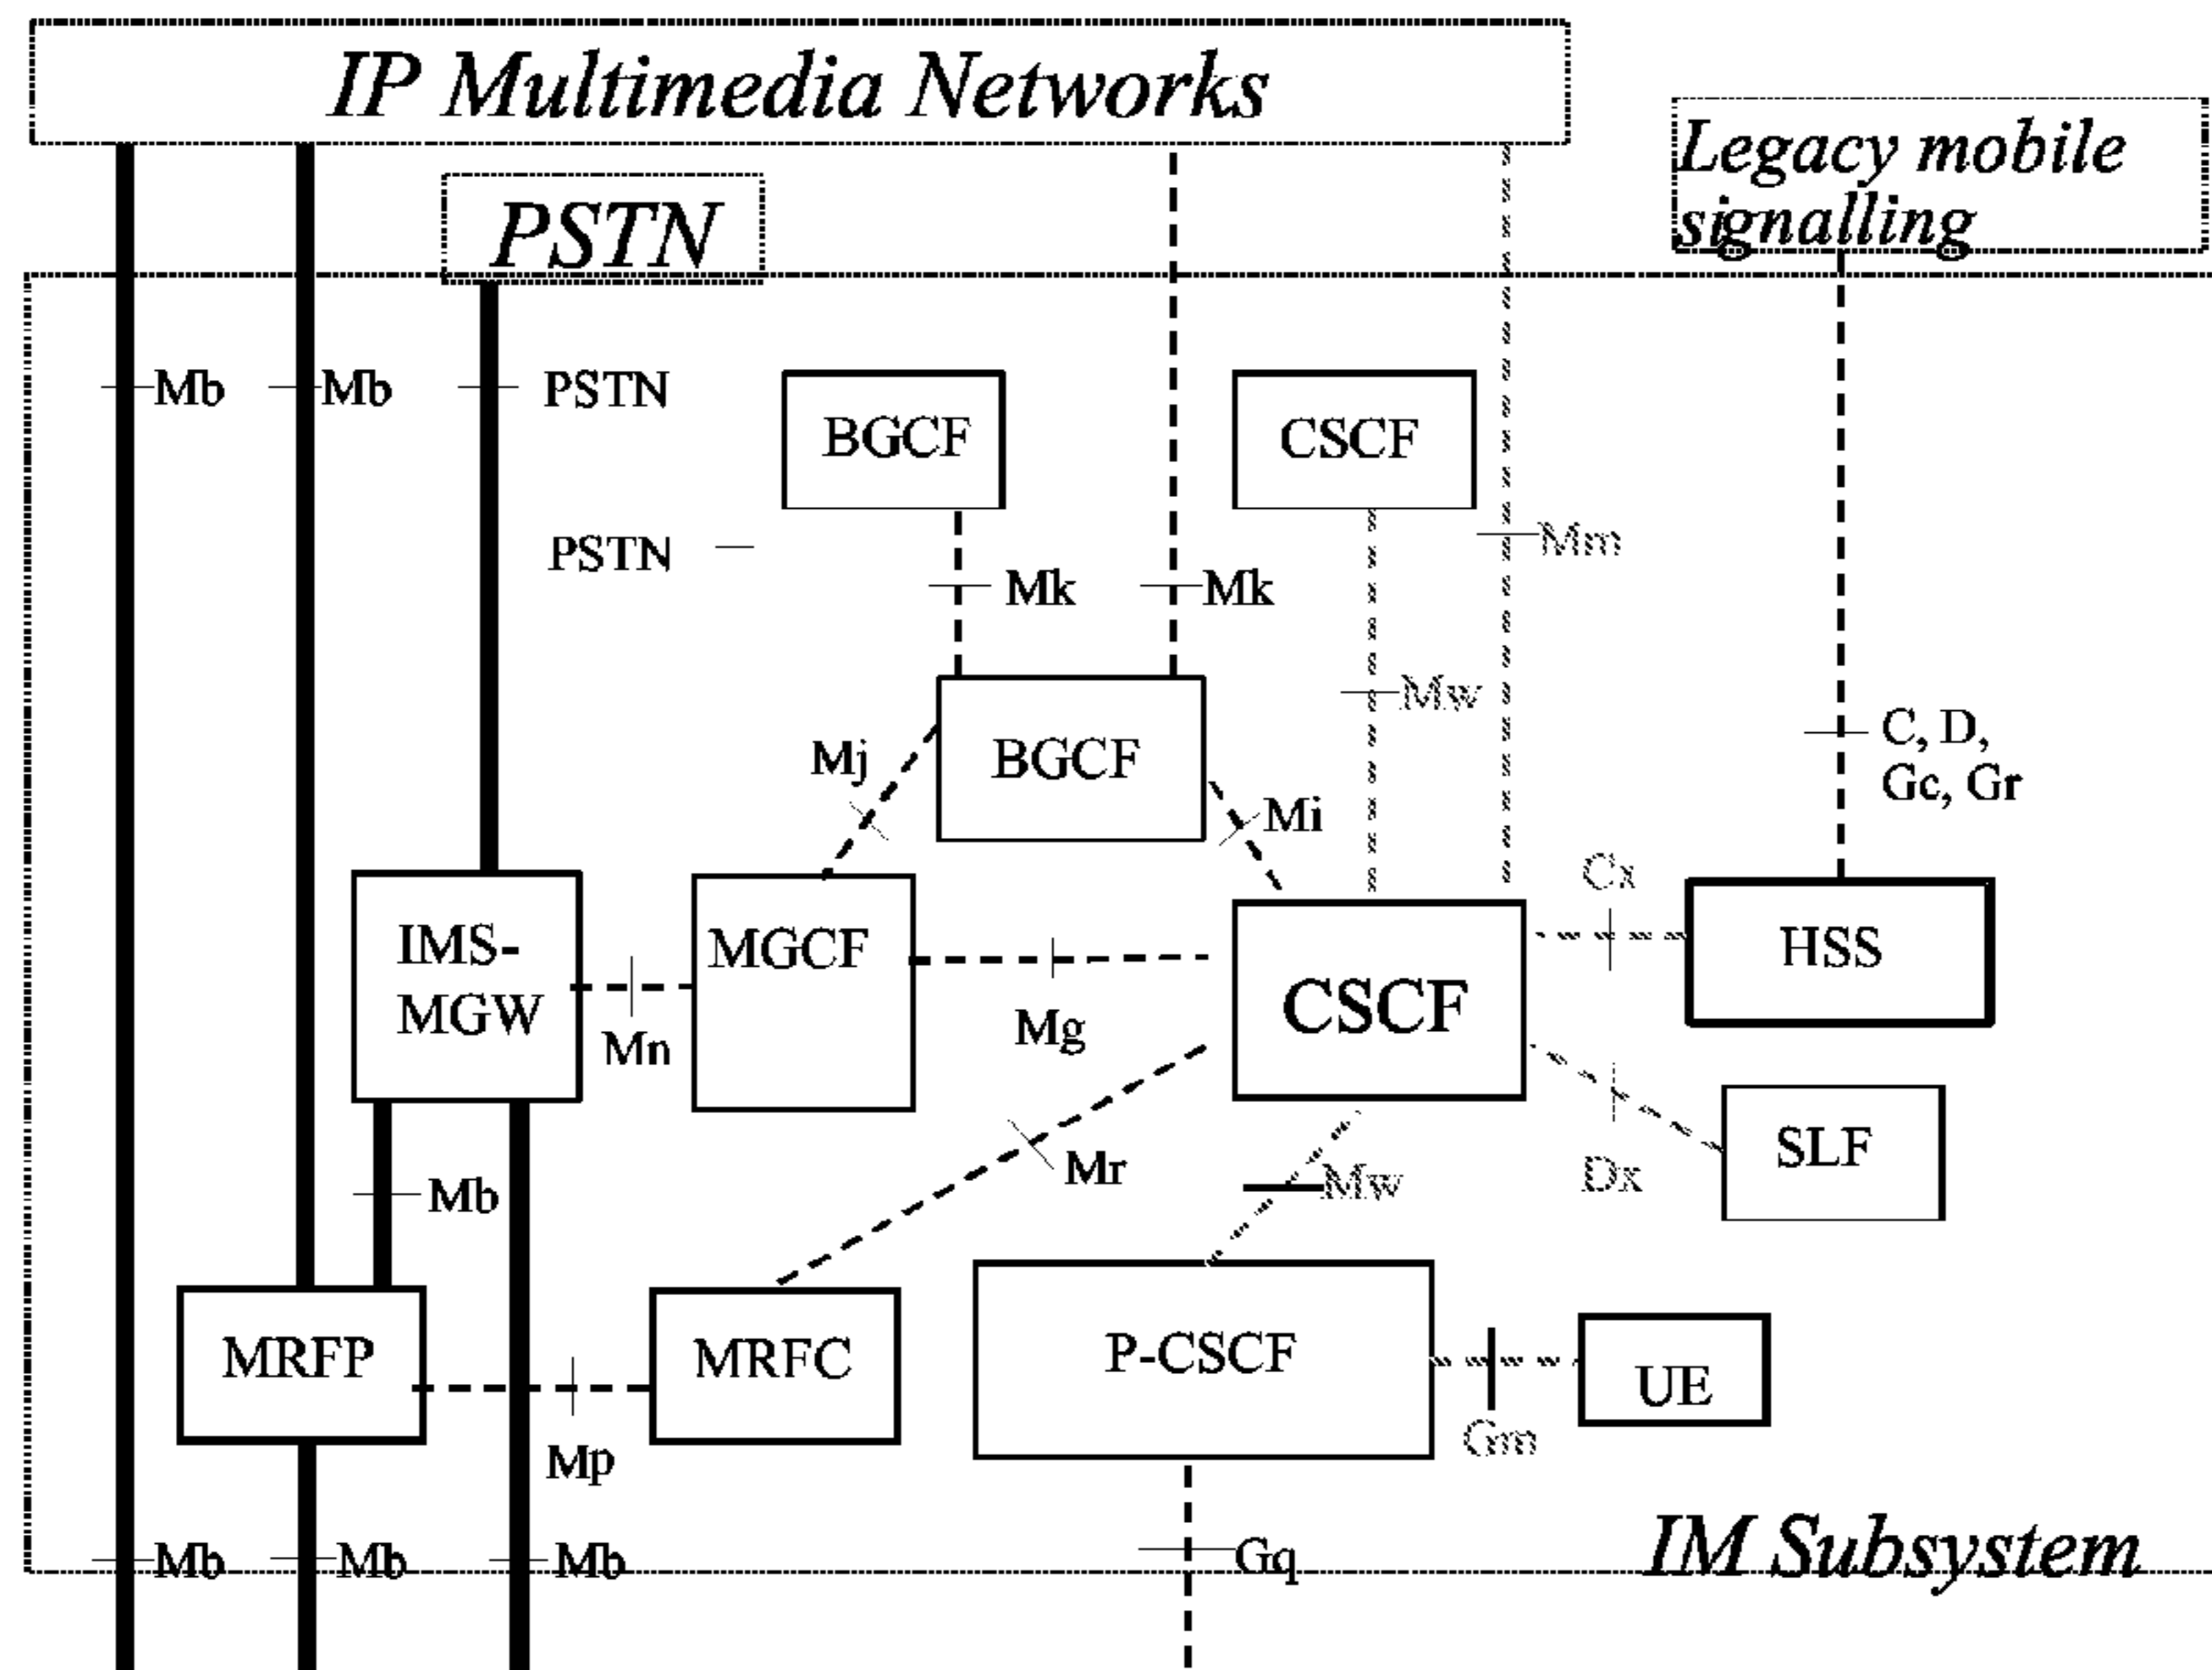 IP Multimedia Networks
Legacy mobile
signalling
PSTN
Mb
Mb
PSTN
BGCF
CSCF
PSTN
Mm
Mk
Mk
Mw
C, D,
Gc, Gr
Mj
BGCF
Mi
Cx
IMS-
MGW
MGCF
HSS
CSCF
Mn
Mg
SLF
Mr
Mw
Dx
Mb
MRFP
MRFC
P-CSCF
UE
Gm
Mp
IM Subsystem
Mb
Mb
Mb
Gq